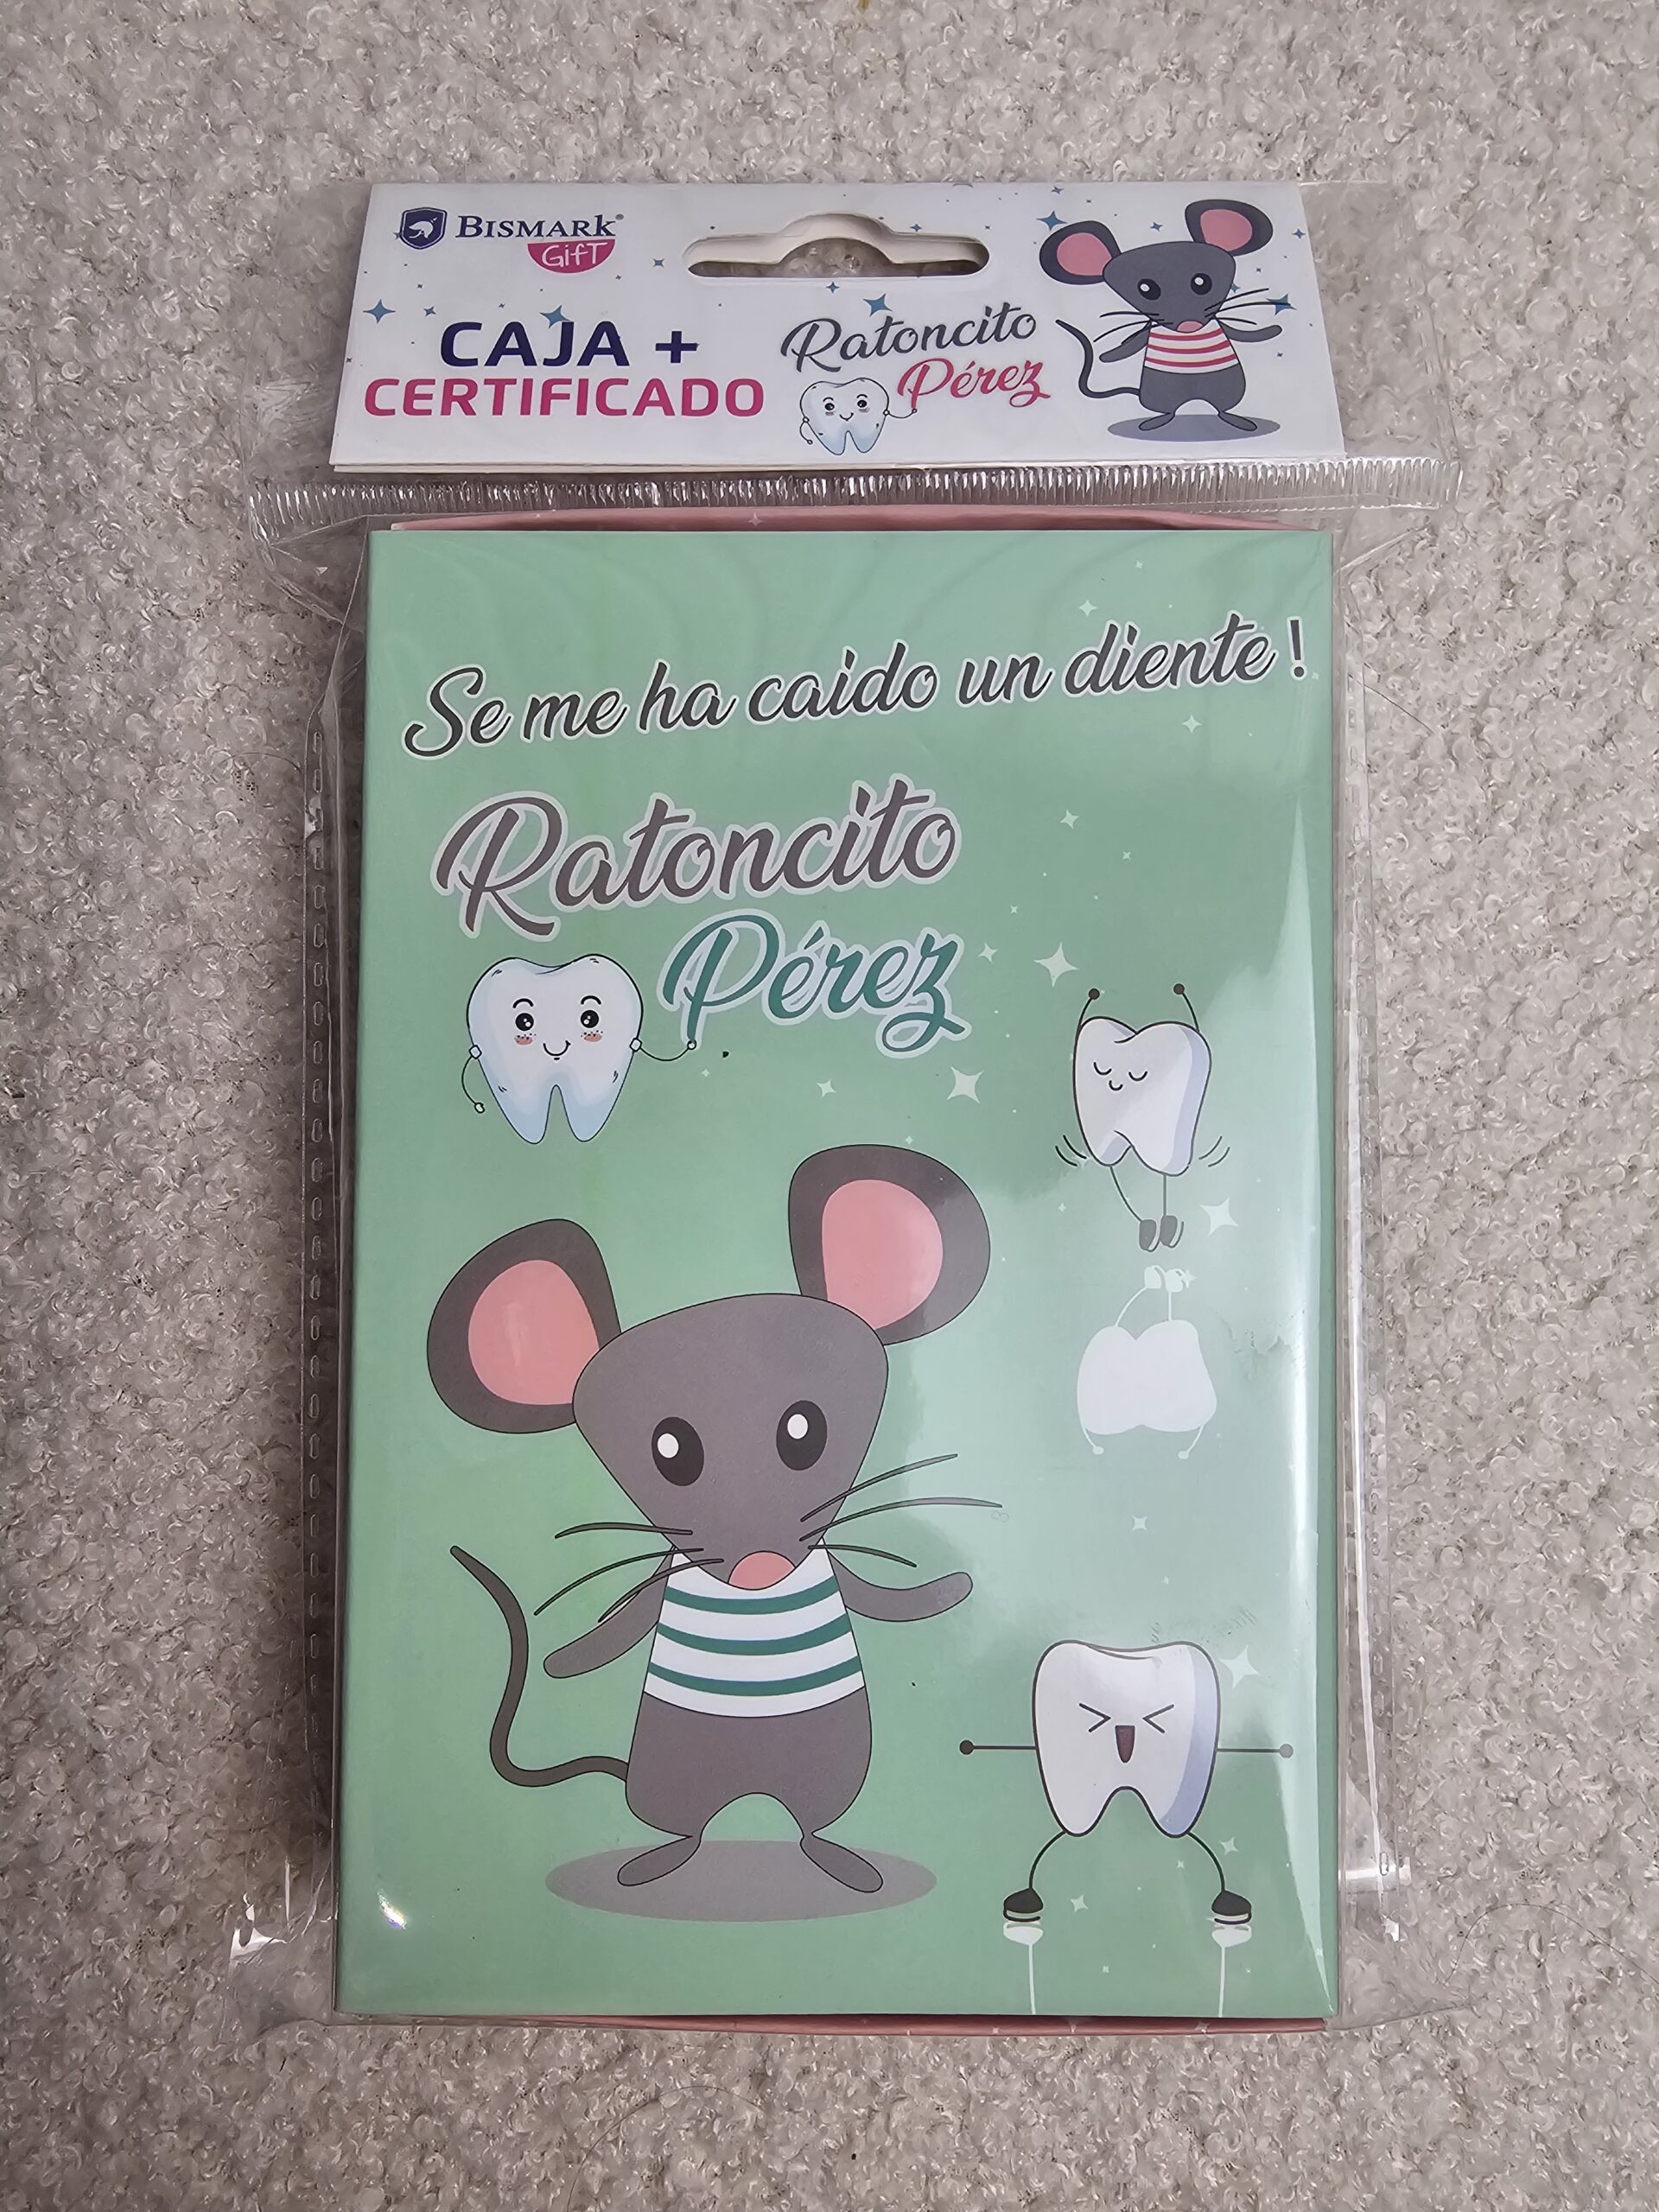 BISMARK®
Gift
CAJA +
CERTIFICADO
Ratoncito
Pérez
Se me ha caido un diente!
Ratoncito
Pérez